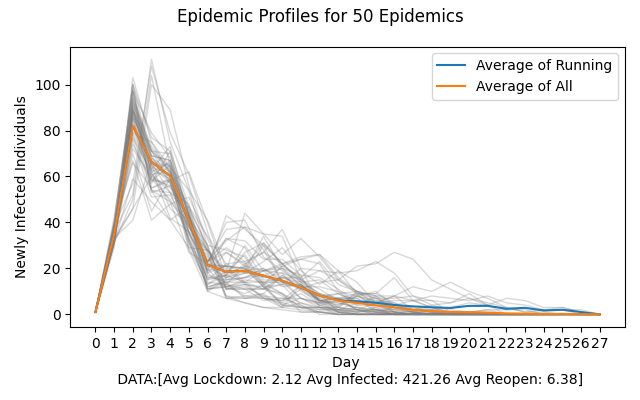 Epidemic Profiles for 50 Epidemics
Newly Infected Individuals
100
80
60
40
20
0
Average of Running
Average of All
0 1 2 3 4 5 6 7 8 9 10 11 12 13 14 15 16 17 18 19 20 21 22 23 24 25 26 27
Day
DATA:[Avg Lockdown: 2.12 Avg Infected: 421.26 Avg Reopen: 6.38]